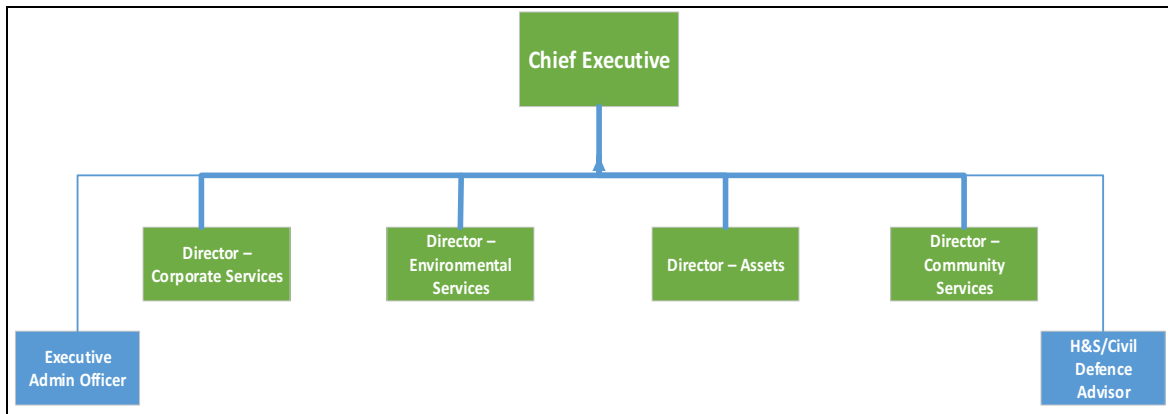 Chief Executive
Director –
Corporate Services
Director –
Environmental
Services
Director – Assets
Director –
Community
Services
Executive
Admin Officer
H&S/Civil
Defence
Advisor